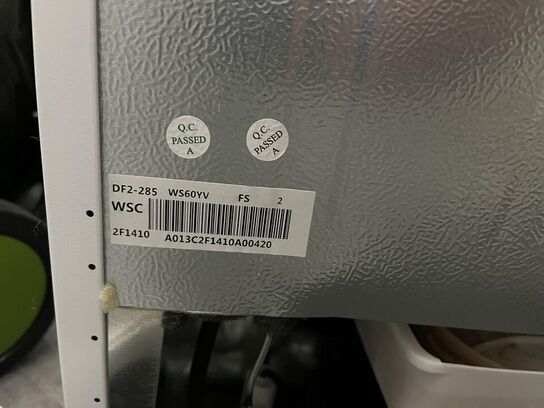 Q.C.
PASSED
A
Q.C.
PASSED
A
DF2-285 WS60YV FS 2
WSC
2F1410 A013C2F1410A00420